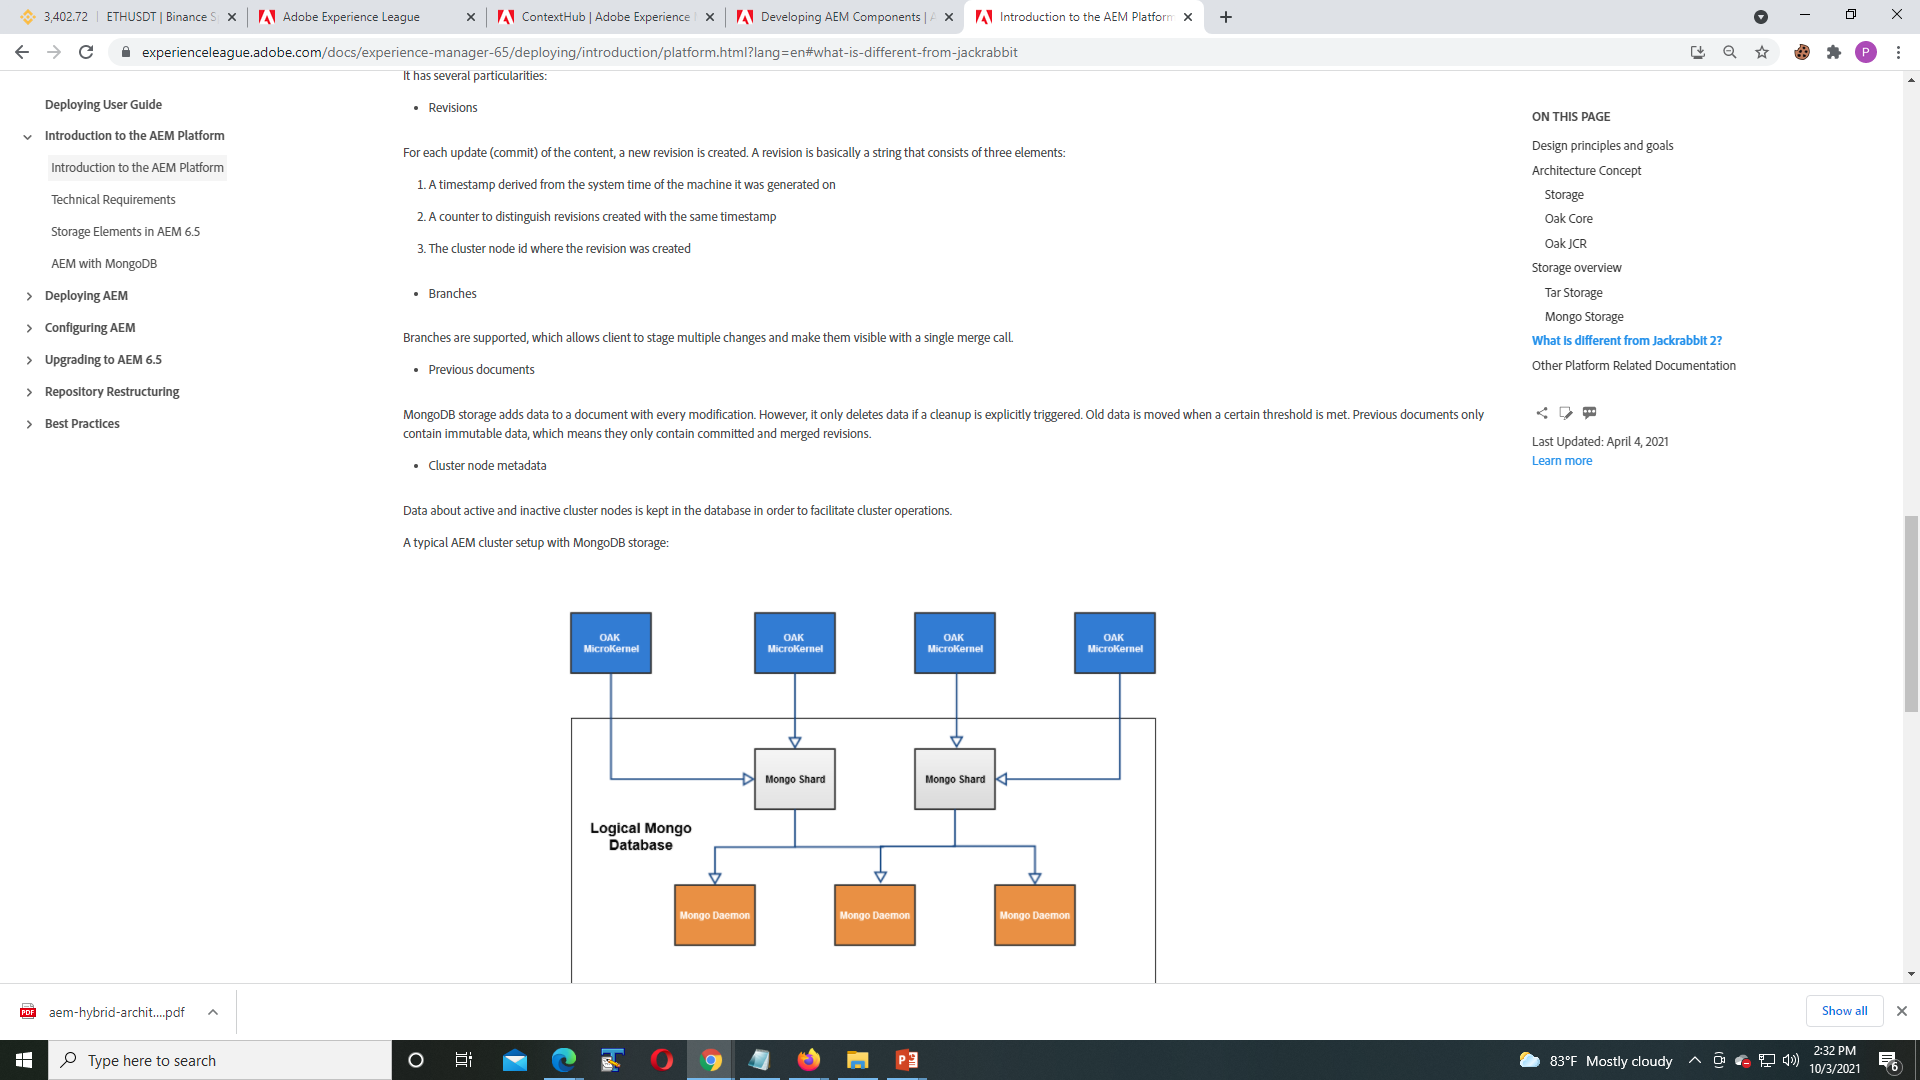 3,402.72
ETHUSDT | Binance S
Adobe Experience League
ContextHub | Adobe Experience
Developing AEM Components |
Introduction to the AEM Platform
experienceleague.adobe.com/docs/experience-manager-65/deploying/introduction/platform.html?lang=en#what-is-different-from-jackrabbit
P
Deploying User Guide
Introduction to the AEM Platform
Introduction to the AEM Platform
Technical Requirements
Storage Elements in AEM 6.5
AEM with MongoDB
Deploying AEM
Configuring AEM
Upgrading to AEM 6.5
Repository Restructuring
Best Practices
It has several particularities:
• Revisions
For each update (commit) of the content, a new revision is created. A revision is basically a string that consists of three elements:
1. A timestamp derived from the system time of the machine it was generated on
2. A counter to distinguish revisions created with the same timestamp
3. The cluster node id where the revision was created
• Branches
Branches are supported, which allows client to stage multiple changes and make them visible with a single merge call.
• Previous documents
MongoDB storage adds data to a document with every modification. However, it only deletes data if a cleanup is explicitly triggered. Old data is moved when a certain threshold is met. Previous documents only
contain immutable data, which means they only contain committed and merged revisions.
• Cluster node metadata
Data about active and inactive cluster nodes is kept in the database in order to facilitate cluster operations.
A typical AEM cluster setup with MongoDB storage:
OAK
MicroKernel
OAK
MicroKernel
OAK
MicroKernel
OAK
MicroKernel
Mongo Shard
Mongo Shard
Logical Mongo
Database
Mongo Daemon
Mongo Daemon
Mongo Daemon
ON THIS PAGE
Design principles and goals
Architecture Concept
Storage
Oak Core
Oak JCR
Storage overview
Tar Storage
Mongo Storage
What is different from Jackrabbit 2?
Other Platform Related Documentation
Last Updated: April 4, 2021
Learn more
PDF
aem-hybrid-archit....pdf
Show all
Type here to search
83°F Mostly cloudy
2:32 PM
10/3/2021
6